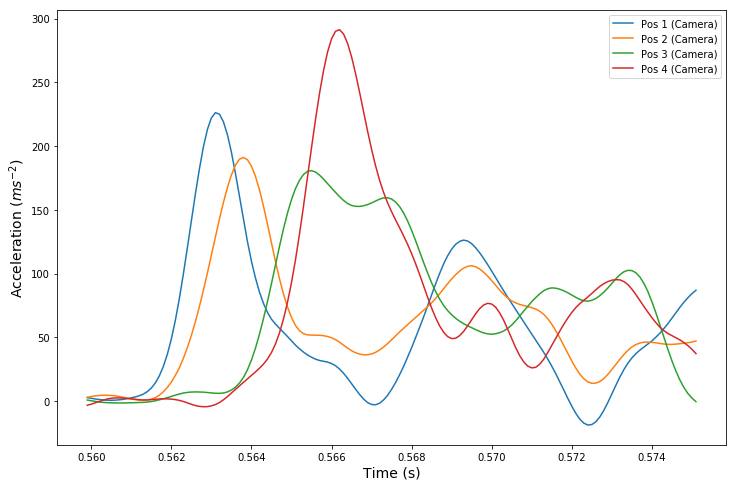 300
250
200
150
100
50
0
Acceleration (ms⁻²)
0.560 0.562 0.564 0.566 0.568 0.570 0.572 0.574
Time (s)
Pos 1 (Camera)
Pos 2 (Camera)
Pos 3 (Camera)
Pos 4 (Camera)